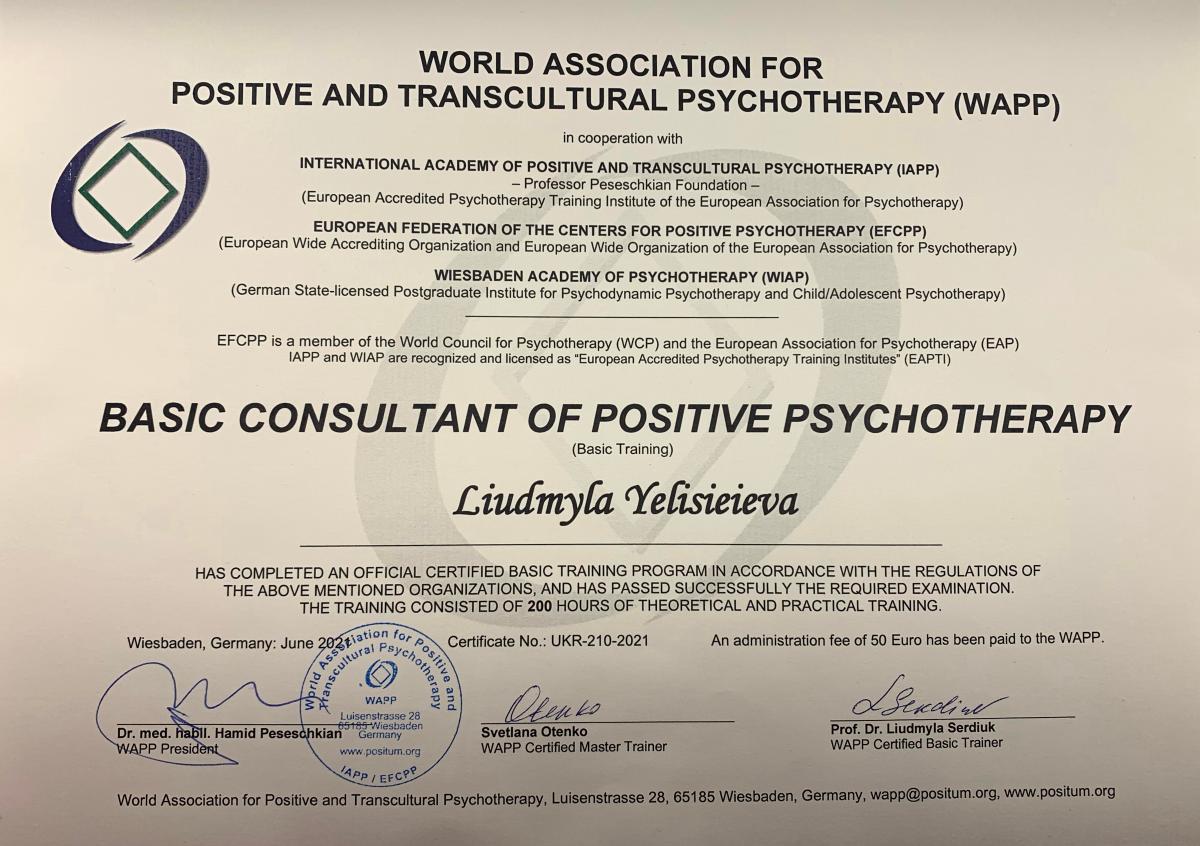 WORLD ASSOCIATION FOR
POSITIVE AND TRANSCULTURAL PSYCHOTHERAPY (WAPP)
in cooperation with
INTERNATIONAL ACADEMY OF POSITIVE AND TRANSCULTURAL PSYCHOTHERAPY (IAPP)
– Professor Peseschkian Foundation –
(European Accredited Psychotherapy Training Institute of the European Association for Psychotherapy)
EUROPEAN FEDERATION OF THE CENTERS FOR POSITIVE PSYCHOTHERAPY (EFCPP)
(European Wide Accrediting Organization and European Wide Organization of the European Association for Psychotherapy)
WIESBADEN ACADEMY OF PSYCHOTHERAPY (WIAP)
(German State-licensed Postgraduate Institute for Psychodynamic Psychotherapy and Child/Adolescent Psychotherapy)
EFCPP is a member of the World Council for Psychotherapy (WCP) and the European Association for Psychotherapy (EAP)
IAPP and WIAP are recognized and licensed as "European Accredited Psychotherapy Training Institutes" (EAPTI)
BASIC CONSULTANT OF POSITIVE PSYCHOTHERAPY
(Basic Training)
Liudmyla Yelisieieva
HAS COMPLETED AN OFFICIAL CERTIFIED BASIC TRAINING PROGRAM IN ACCORDANCE WITH THE REGULATIONS OF
THE ABOVE MENTIONED ORGANIZATIONS, AND HAS PASSED SUCCESSFULLY THE REQUIRED EXAMINATION.
THE TRAINING CONSISTED OF 200 HOURS OF THEORETICAL AND PRACTICAL TRAINING.
Wiesbaden, Germany: June 2021 Certificate No.: UKR-210-2021 An administration fee of 50 Euro has been paid to the WAPP.
World Association for Positive and
Transcultural Psychotherapy
WAPP
Luisenstrasse 28
65185 Wiesbaden
Germany
www.positum.org
IAPP / EFCPP
Otenko
LSerdiuk
Dr. med. habil. Hamid Peseschkian
WAPP President
Svetlana Otenko
WAPP Certified Master Trainer
Prof. Dr. Liudmyla Serdiuk
WAPP Certified Basic Trainer
World Association for Positive and Transcultural Psychotherapy, Luisenstrasse 28, 65185 Wiesbaden, Germany, wapp@positum.org, www.positum.org